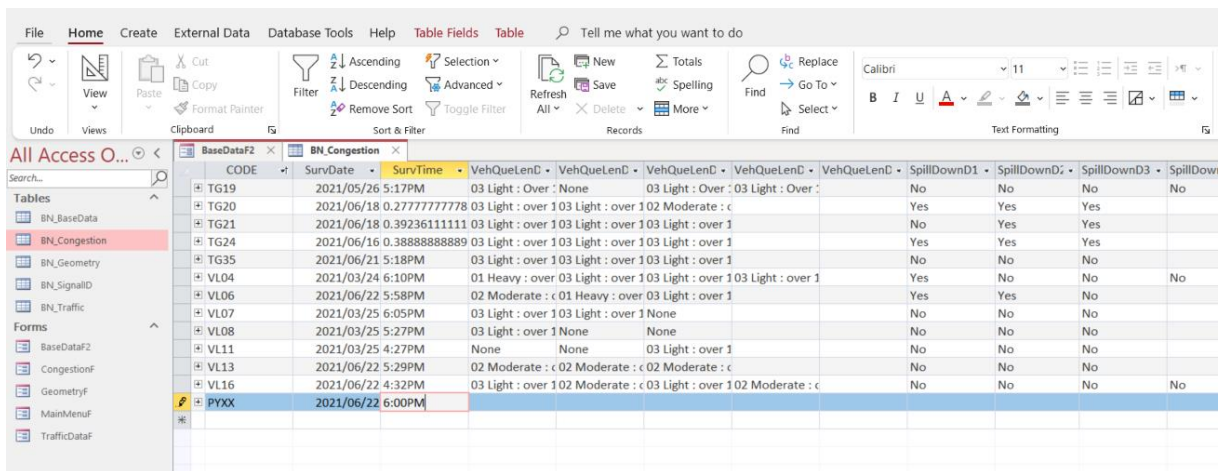 File Home Create External Data Database Tools Help Table Fields Table Tell me what you want to do
Cut
Copy
Format Painter
Undo
View
Views
Paste
Clipboard
Filter
Ascending
Descending
Remove Sort
Selection
Advanced
Toggle Filter
Sort & Filter
Refresh All
New
Save
Delete
Totals
Spelling
More
Records
Find
Replace
Go To
Select
Find
Calibri 11
B I U A
Text Formatting
All Access O...
Search...
Tables
BN_BaseData
BN_Congestion
BN_Geometry
BN_SignalID
BN_Traffic
Forms
BaseDataF2
CongestionF
GeometryF
MainMenuF
TrafficDataF
BaseDataF2 BN_Congestion
CODE SurvDate SurvTime VehQueLenD VehQueLenD VehQueLenD VehQueLenD VehQueLenD SpillDownD1 SpillDownD2 SpillDownD3 SpillDown
TG19 2021/05/26 5:17PM 03 Light : Over 1 None 03 Light : Over 1 03 Light : Over 1 No No No No
TG20 2021/06/18 0.27777777778 03 Light : over 1 03 Light : over 1 02 Moderate : o Yes Yes Yes
TG21 2021/06/18 0.39236111111 03 Light : over 1 03 Light : over 1 03 Light : over 1 No Yes Yes
TG24 2021/06/16 0.38888888889 03 Light : over 1 03 Light : over 1 03 Light : over 1 Yes Yes Yes
TG35 2021/06/21 5:18PM 03 Light : over 1 03 Light : over 1 03 Light : over 1 No No No
VL04 2021/03/24 6:10PM 01 Heavy : over 03 Light : over 1 03 Light : over 1 03 Light : over 1 Yes No No No
VL06 2021/06/22 5:58PM 02 Moderate : o 01 Heavy : over 03 Light : over 1 Yes Yes No
VL07 2021/03/25 6:05PM 03 Light : over 1 03 Light : over 1 None No No No
VL08 2021/03/25 5:27PM 03 Light : over 1 None None No No No
VL11 2021/03/25 4:27PM None None 03 Light : over 1 No No No
VL13 2021/06/22 5:29PM 02 Moderate : o 02 Moderate : o 02 Moderate : o No No No
VL16 2021/06/22 4:32PM 03 Light : over 1 02 Moderate : o 03 Light : over 1 02 Moderate : o No No No No
PYXX 2021/06/22 6:00PM